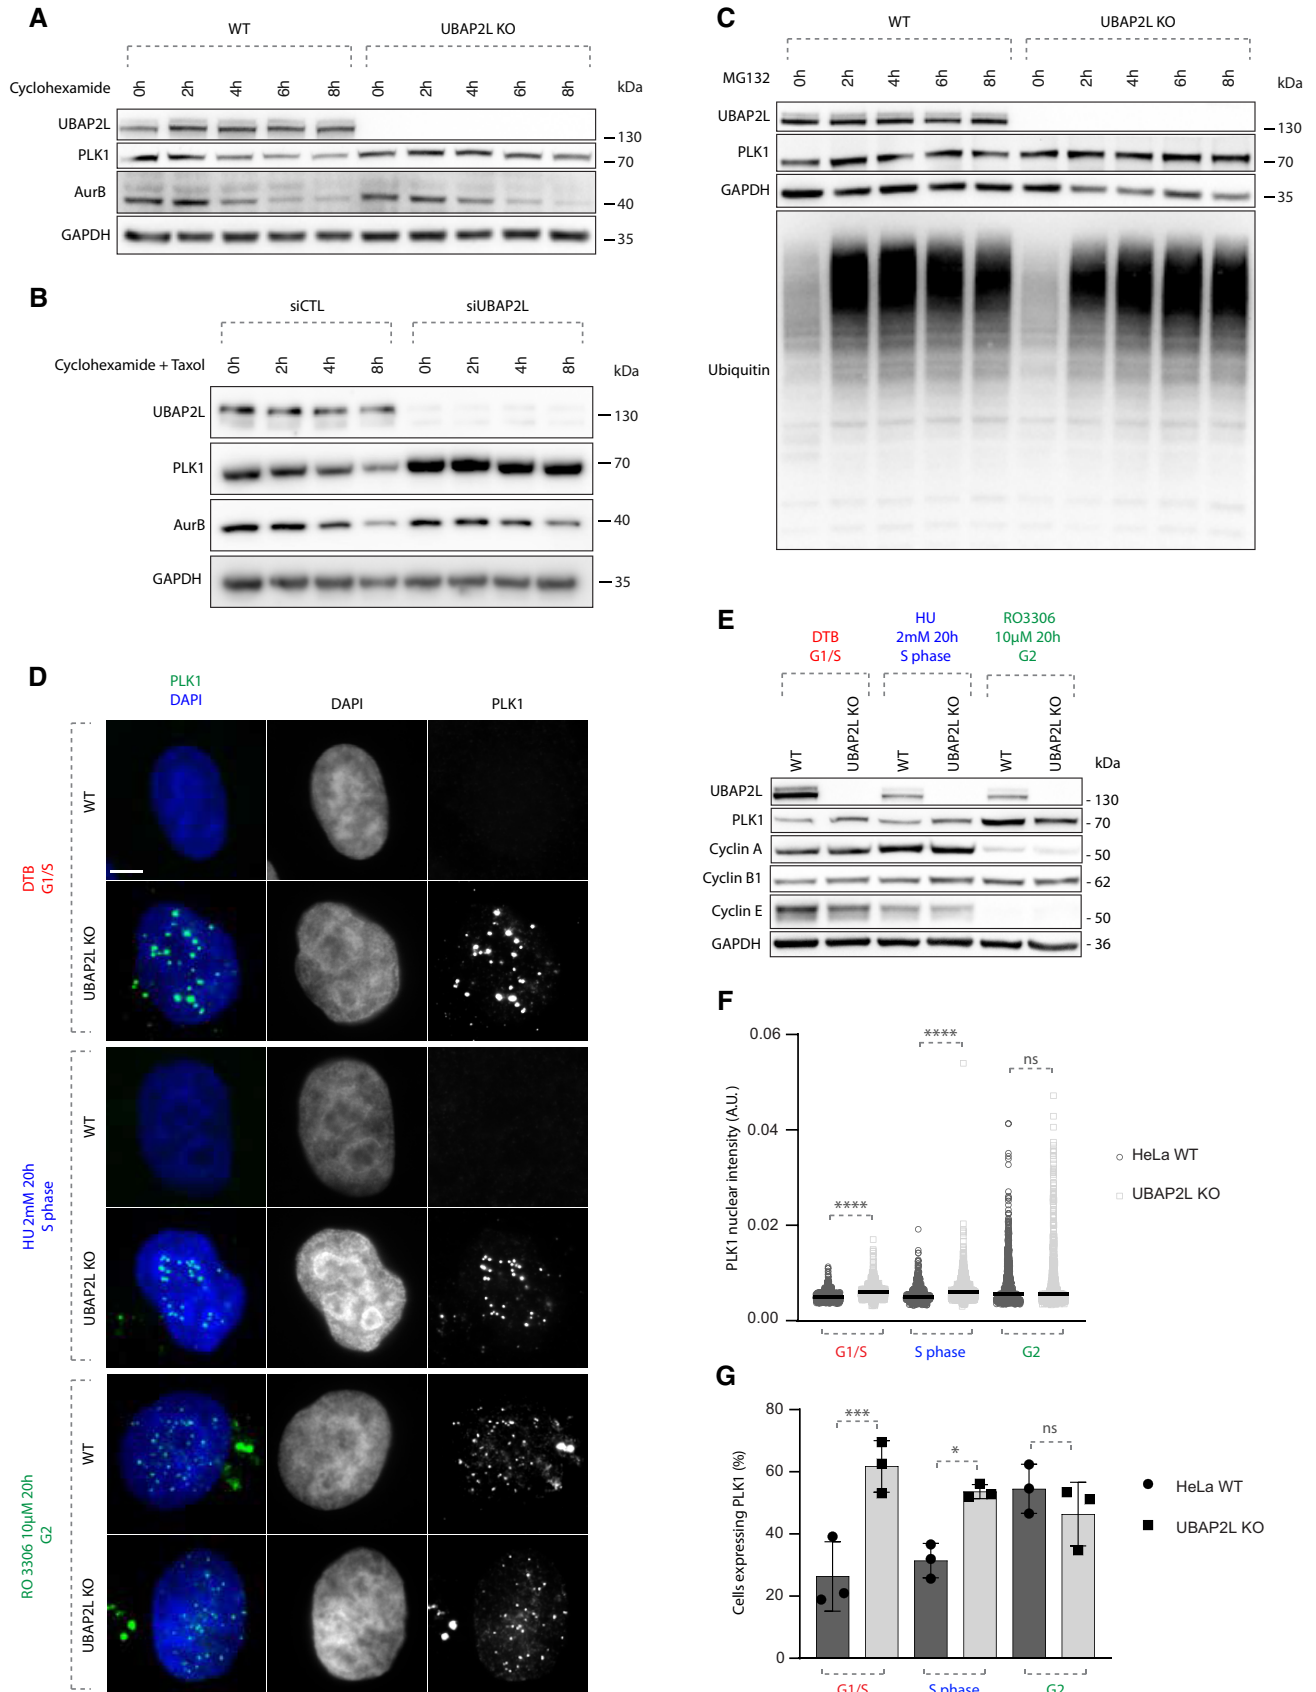 A
WT
UBAP2L KO
Cyclohexamide
0h 2h 4h 6h 8h 0h 2h 4h 6h 8h
kDa
UBAP2L
130
PLK1
70
AurB
40
GAPDH
35
B
siCTL
siUBAP2L
Cyclohexamide + Taxol
0h 2h 4h 8h 0h 2h 4h 8h
kDa
UBAP2L
130
PLK1
70
AurB
40
GAPDH
35
C
WT
UBAP2L KO
MG132
0h 2h 4h 6h 8h 0h 2h 4h 6h 8h
kDa
UBAP2L
130
PLK1
70
GAPDH
35
Ubiquitin
D
PLK1
DAPI
DAPI
PLK1
DTB
G1/S
WT
UBAP2L KO
HU 2mM 20h
S phase
WT
UBAP2L KO
RO 3306 10µM 20h
G2
WT
UBAP2L KO
E
DTB
G1/S
HU
2mM 20h
S phase
RO3306
10µM 20h
G2
WT
UBAP2L KO
WT
UBAP2L KO
WT
UBAP2L KO
kDa
UBAP2L
- 130
PLK1
- 70
Cyclin A
- 50
Cyclin B1
- 62
Cyclin E
- 50
GAPDH
- 36
F
PLK1 nuclear intensity (A.U.)
0.06
0.04
0.02
0.00
****
****
ns
G1/S
S phase
G2
HeLa WT
UBAP2L KO
G
Cells expressing PLK1 (%)
80
60
40
20
0
***
*
ns
G1/S
S phase
G2
HeLa WT
UBAP2L KO